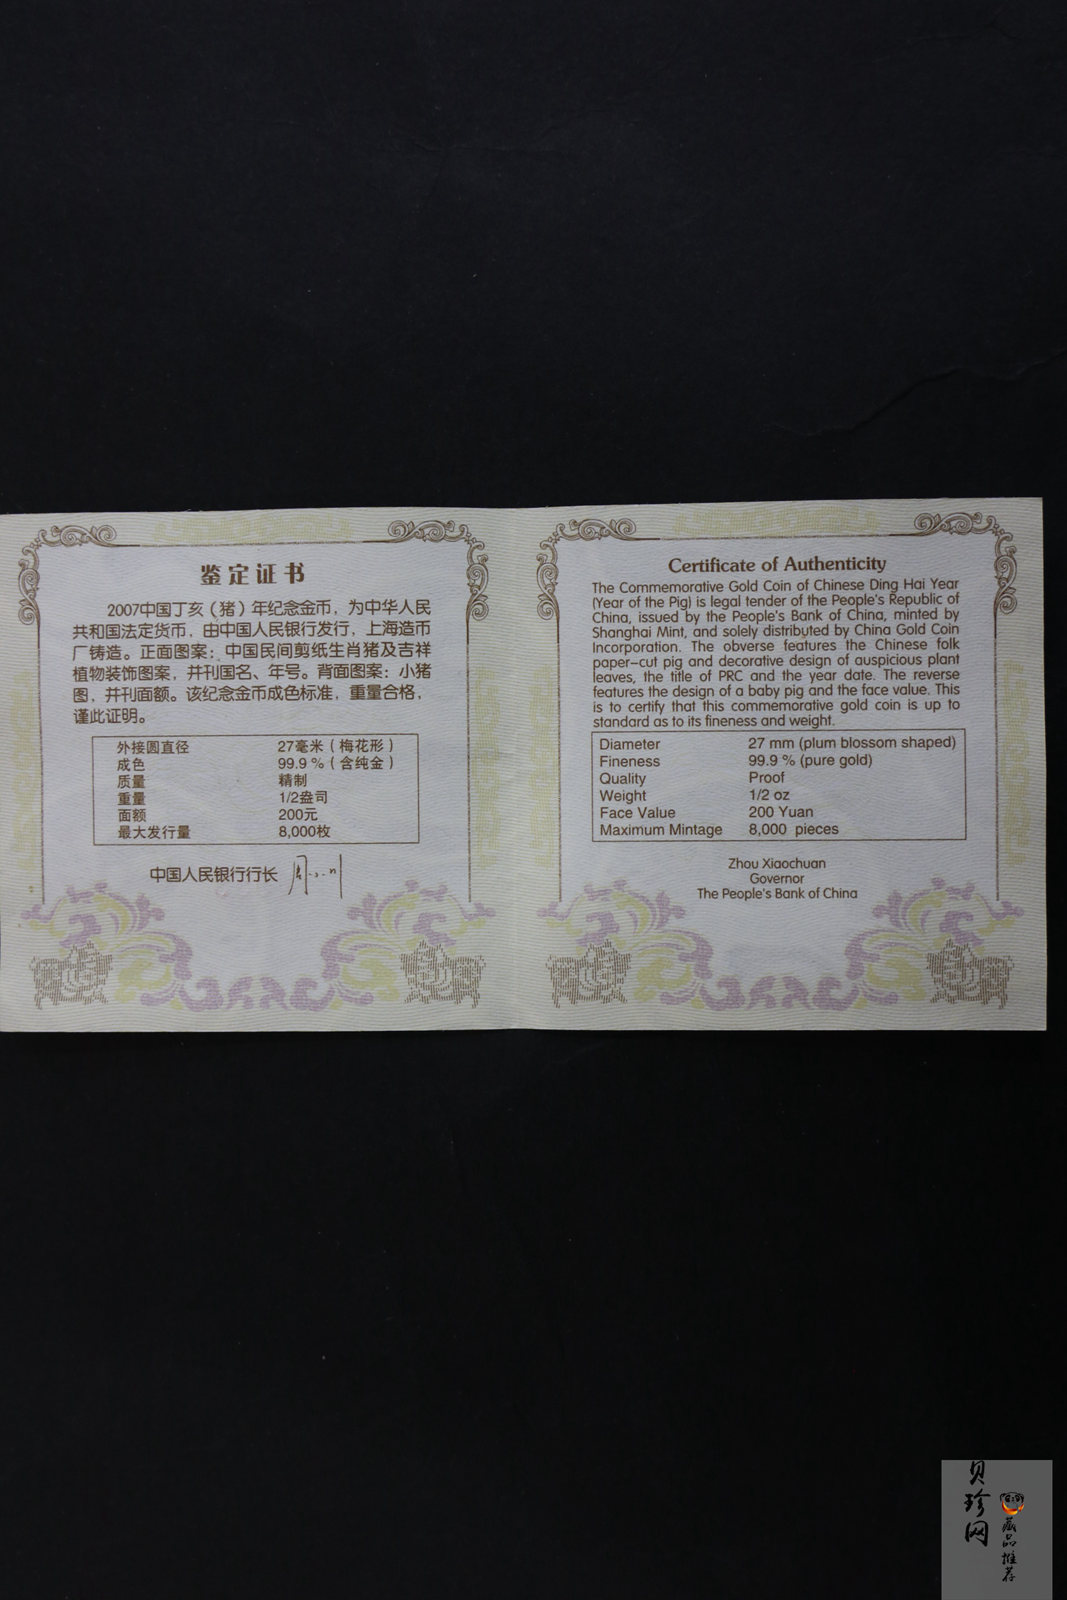 鉴定证书
2007中国丁亥（猪）年纪念金币，为中华人民
共和国法定货币，由中国人民银行发行，上海造币
厂铸造。正面图案：中国民间剪纸生肖猪及吉祥
植物装饰图案，并刊国名、年号。背面图案：小猪
图，并刊面额。该纪念金币成色标准，重量合格，
谨此证明。
外接圆直径 27毫米（梅花形）
成色 99.9％（含纯金）
质量 精制
重量 1/2盎司
面额 200元
最大发行量 8,000枚
中国人民银行行长 周小川
Certificate of Authenticity
The Commemorative Gold Coin of Chinese Ding Hai Year
(Year of the Pig) is legal tender of the People's Republic of
China, issued by the People's Bank of China, minted by
Shanghai Mint, and solely distributed by China Gold Coin
Incorporation. The obverse features the Chinese folk
paper-cut pig and decorative design of auspicious plant
leaves, the title of PRC and the year date. The reverse
features the design of a baby pig and the face value. This
is to certify that this commemorative gold coin is up to
standard as to its fineness and weight.
Diameter 27 mm (plum blossom shaped)
Fineness 99.9 % (pure gold)
Quality Proof
Weight 1/2 oz
Face Value 200 Yuan
Maximum Mintage 8,000 pieces
Zhou Xiaochuan
Governor
The People's Bank of China
贝珍网
藏品推荐